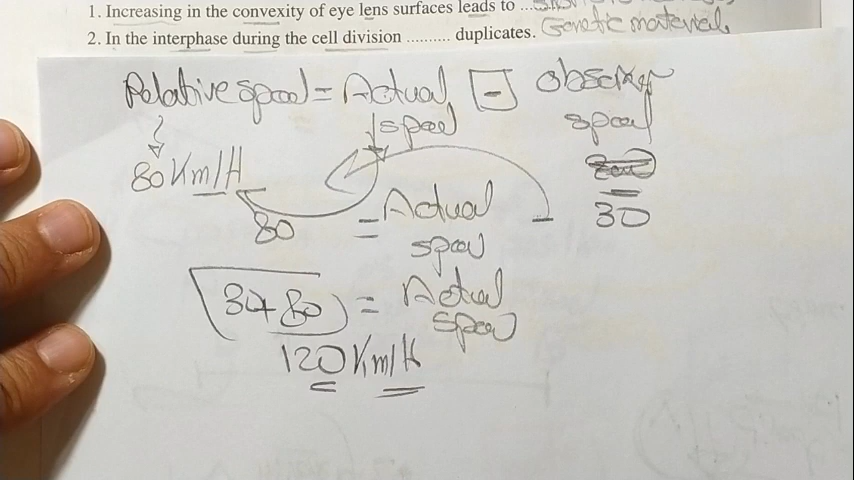 1. Increasing in the convexity of eye lens surfaces leads to ...
2. In the interphase during the cell division .......... duplicates. Genetic material
Relative speed = Actual speed - observer speed
80 Km/H
30
80 = Actual speed -
30+80 = Actual speed
120 Km/H